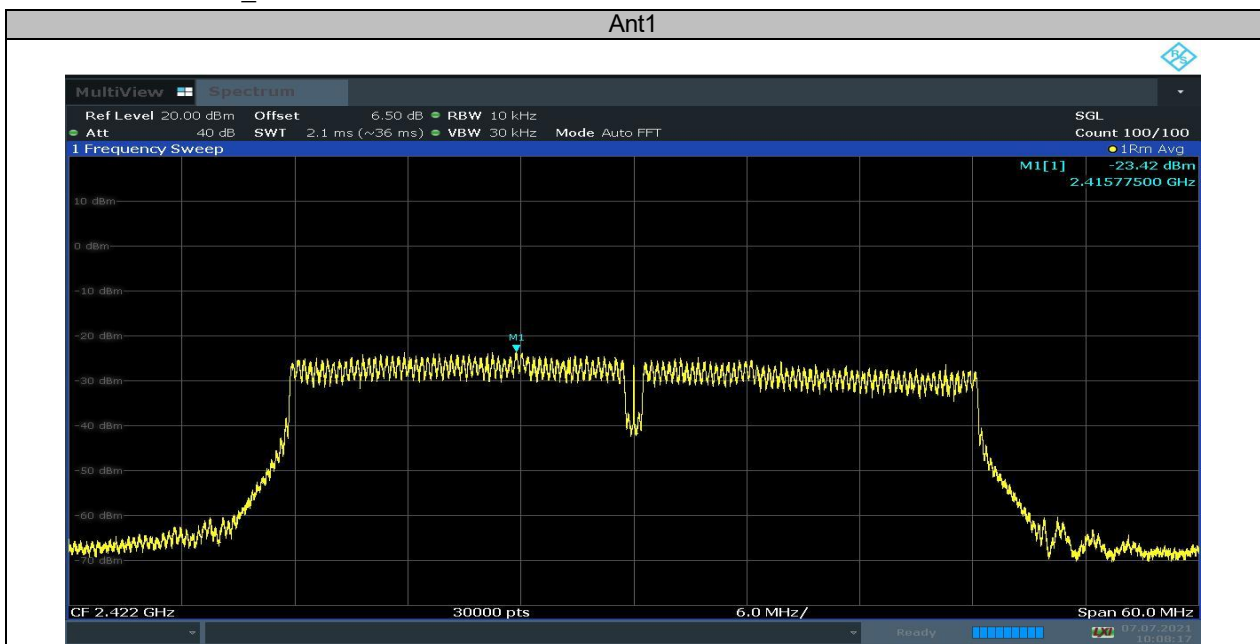 Ant1
R&S
MultiView Spectrum
Ref Level 20.00 dBm Offset 6.50 dB RBW 10 kHz SGL
Att 40 dB SWT 2.1 ms (~36 ms) VBW 30 kHz Mode Auto FFT Count 100/100
1 Frequency Sweep 1Rm Avg
M1[1] -23.42 dBm
2.41577500 GHz
10 dBm
0 dBm
-10 dBm
-20 dBm
M1
-30 dBm
-40 dBm
-50 dBm
-60 dBm
-70 dBm
CF 2.422 GHz 30000 pts 6.0 MHz/ Span 60.0 MHz
Ready 07.07.2021
10:08:17